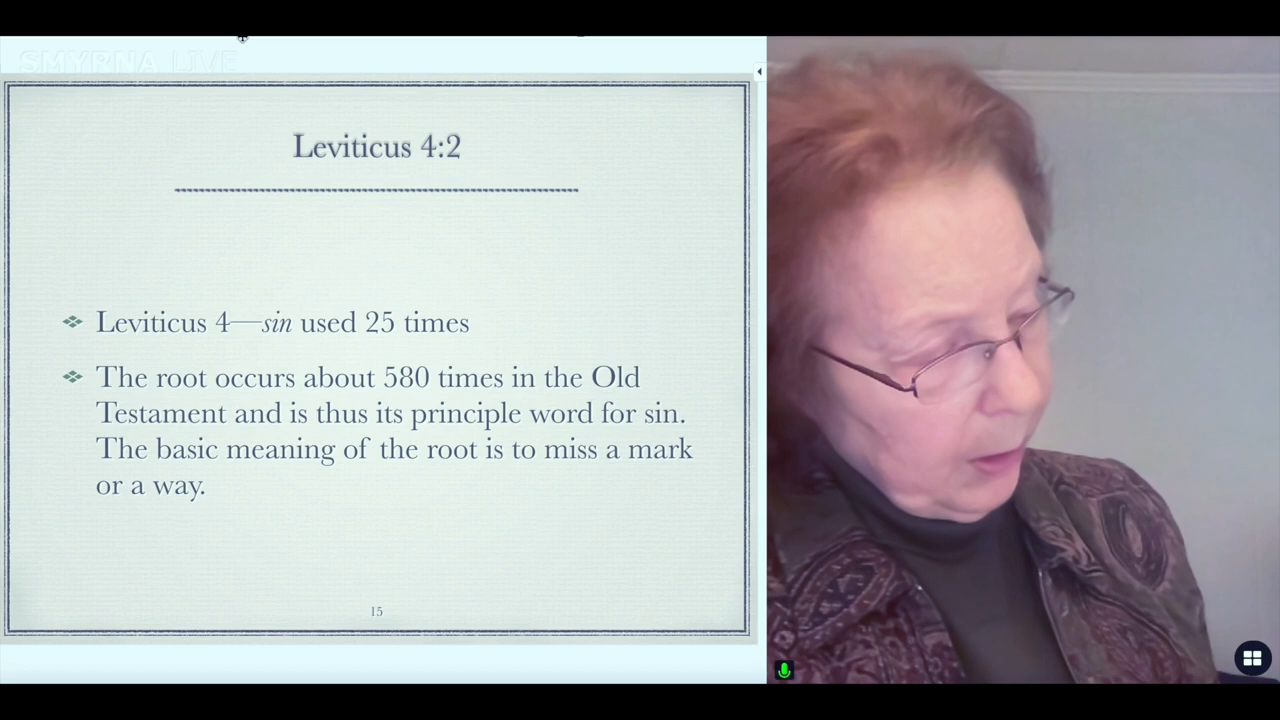 SMYRNA LIVE
Leviticus 4:2
Leviticus 4—sin used 25 times
The root occurs about 580 times in the Old
Testament and is thus its principle word for sin.
The basic meaning of the root is to miss a mark
or a way.
15